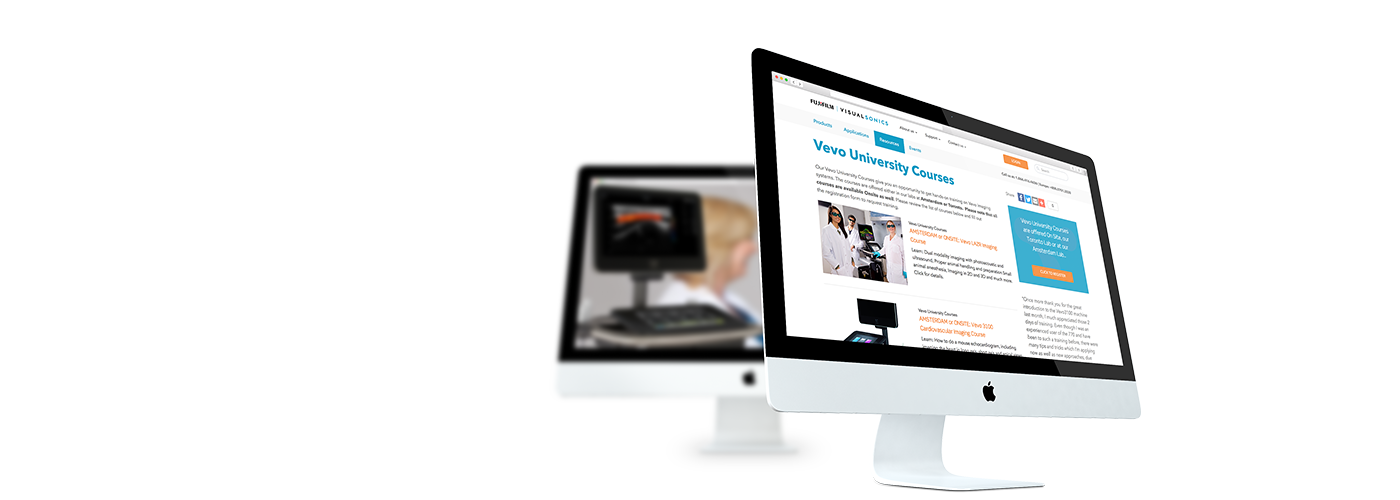 FUJIFILM | VISUALSONICS
About us
Support
Contact us
LOGIN
Search
Products
Applications
Resources
Events
Vevo University Courses
Our Vevo University Courses give you an opportunity to get hands on training on Vevo Imaging
systems. The courses are offered either in our labs at Amsterdam or Toronto. Please note that all
courses are available Onsite as well. Please review the list of courses below and fill out
the registration form to request training.
Share
Vevo University Courses
are offered On Site, our
Toronto Lab or at our
Amsterdam Lab.
Vevo University Courses
AMSTERDAM or ONSITE: Vevo LAZR Imaging
Course
Learn: Dual modality imaging with photoacoustic and
ultrasound; Proper animal handling and preparation Small
animal anesthesia, Imaging in 2D and 3D and much more.
Click for details.
Vevo University Courses
AMSTERDAM or ONSITE: Vevo 3100
Cardiovascular Imaging Course
Learn: How to do a mouse echocardiogram, including
"Once more thank you for the great
introduction to the Vevo2100 machine
last month, I much appreciated those 2
days of training. Even though I was an
experienced user of the 770 and have
been to such a training before, there were
many tips and tricks which I'm applying
now as well as new approaches, due